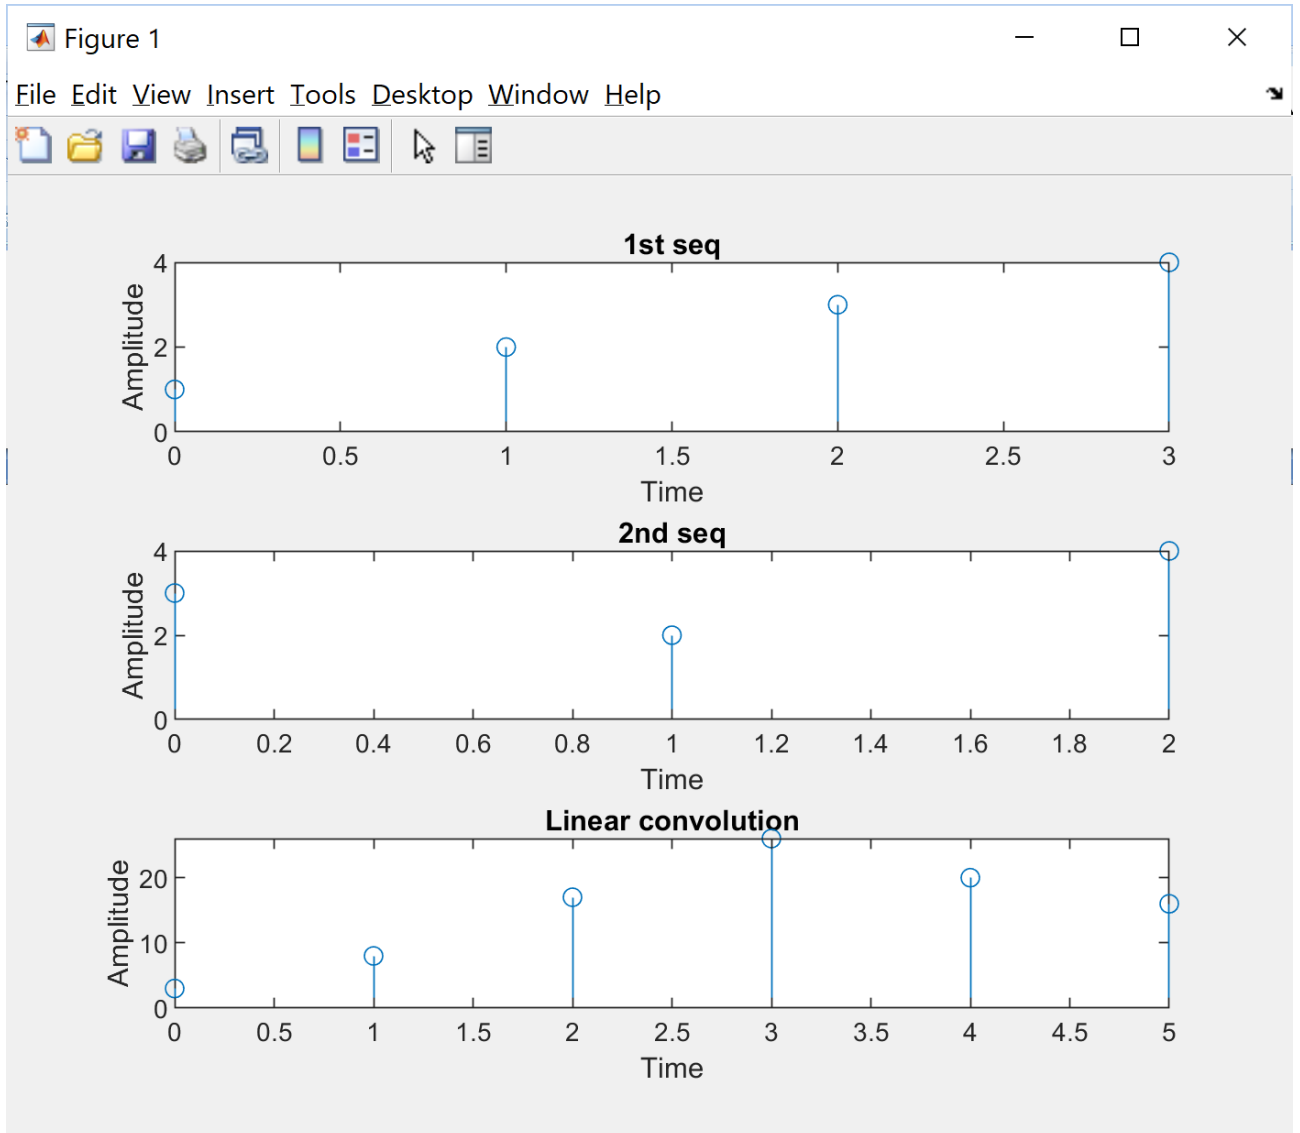 Figure 1
File Edit View Insert Tools Desktop Window Help
1st seq
4
2
0
Amplitude
0 0.5 1 1.5 2 2.5 3
Time
2nd seq
4
2
0
Amplitude
0 0.2 0.4 0.6 0.8 1 1.2 1.4 1.6 1.8 2
Time
Linear convolution
20
10
0
Amplitude
0 0.5 1 1.5 2 2.5 3 3.5 4 4.5 5
Time